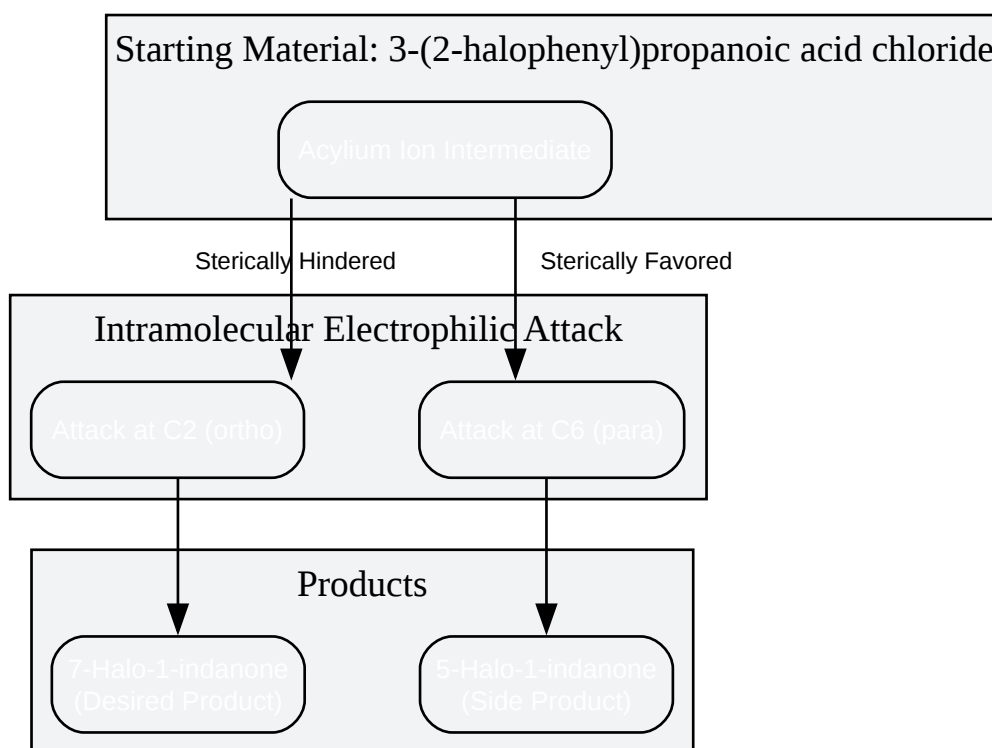 Starting Material: 3-(2-halophenyl)propanoic acid chloride
Acylium Ion Intermediate
Sterically Hindered
Sterically Favored
Intramolecular Electrophilic Attack
Attack at C2 (ortho)
Attack at C6 (para)
Products
7-Halo-1-indanone
(Desired Product)
5-Halo-1-indanone
(Side Product)